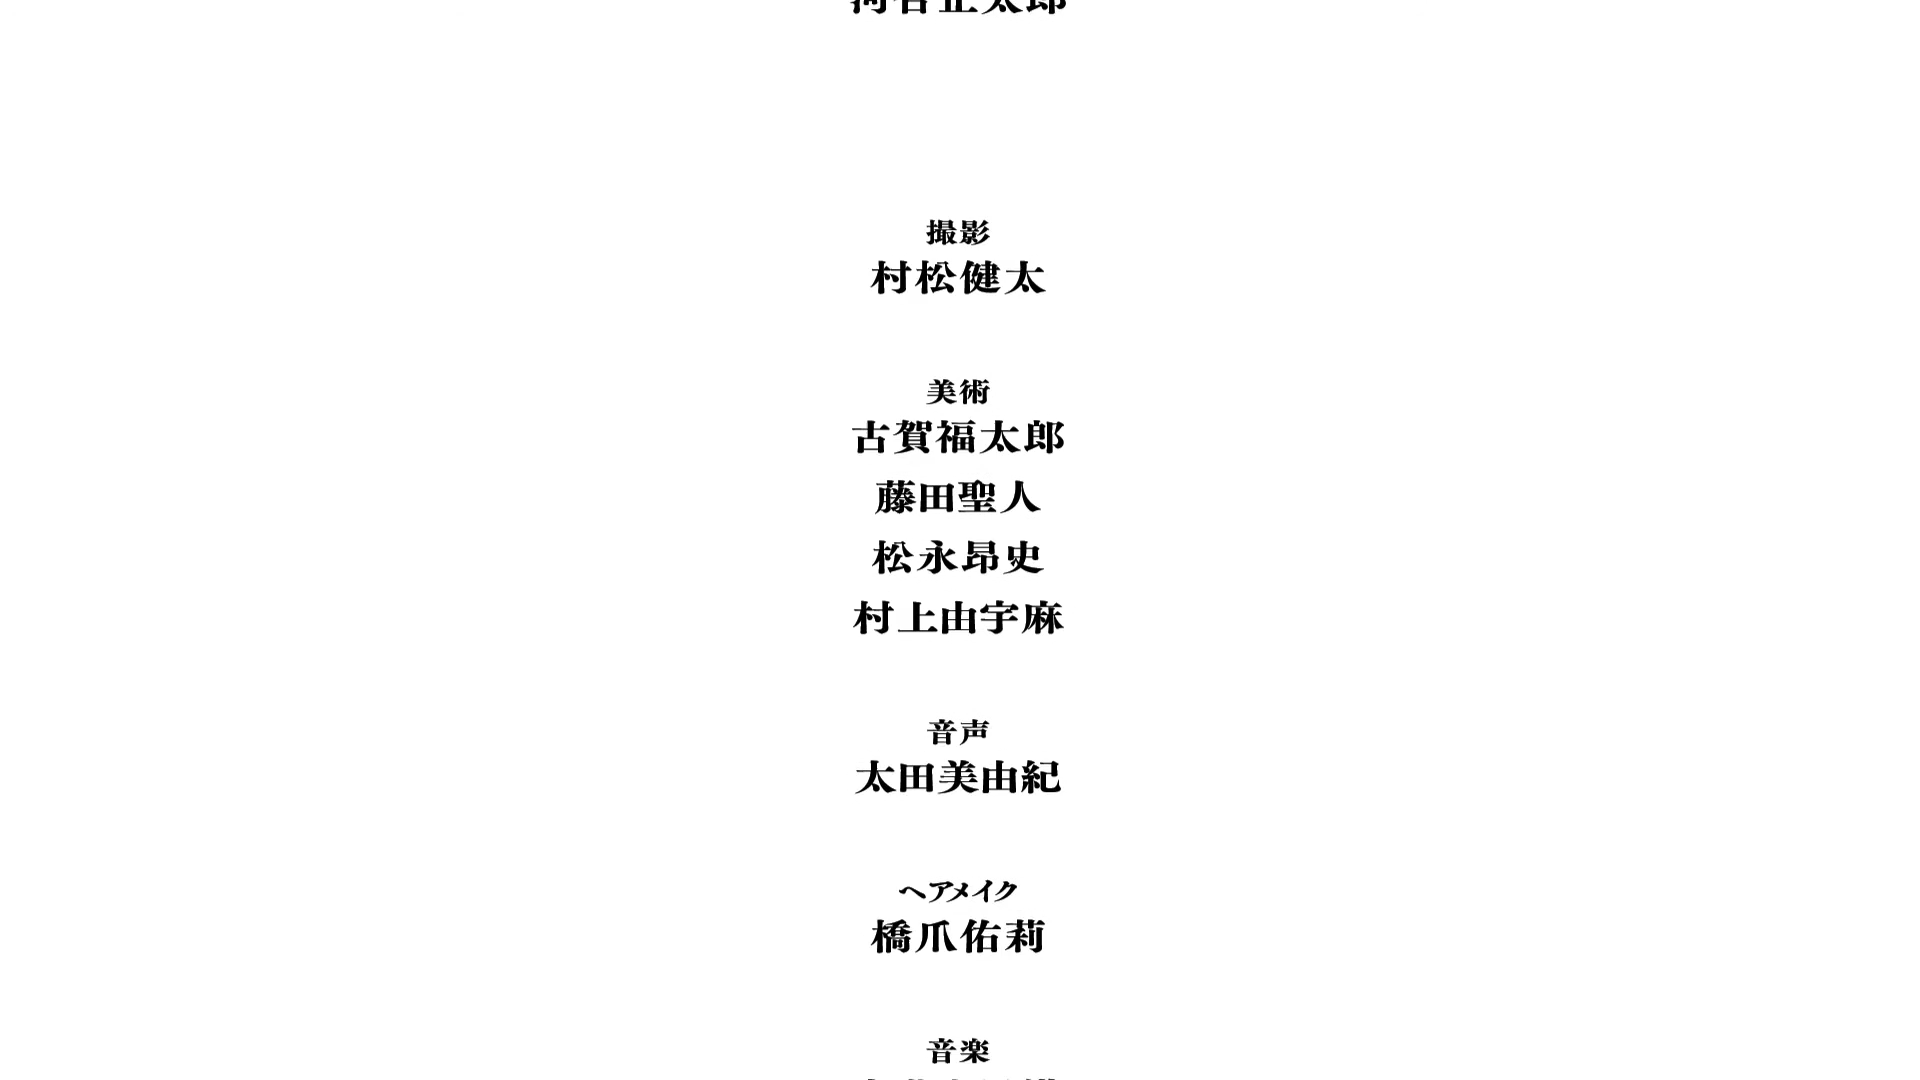 撮影
村松健太
美術
古賀福太郎
藤田聖人
松永昂史
村上由宇麻
音声
太田美由紀
ヘアメイク
橋爪佑莉
音楽